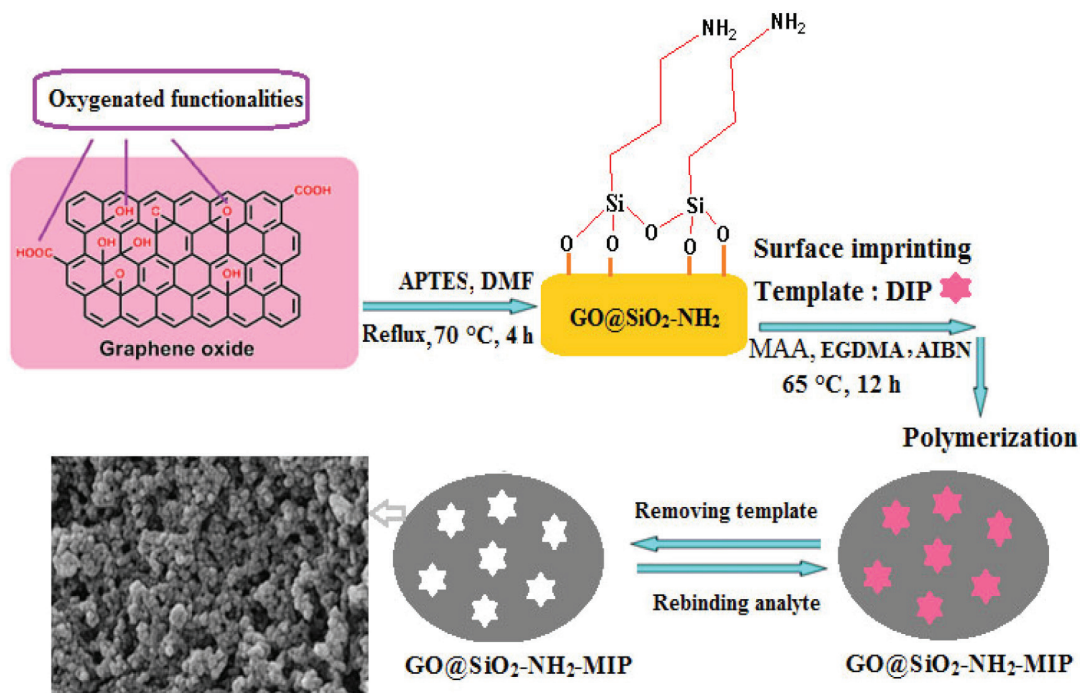 Oxygenated functionalities
COOH
OH
C
O
HOOC
OH
OH
O
OH
Graphene oxide
APTES, DMF
Reflux, 70 °C, 4 h
NH₂
NH₂
Si
Si
O
O
O
O
O
GO@SiO₂-NH₂
Surface imprinting
Template : DIP
MAA, EGDMA, AIBN
65 °C, 12 h
Polymerization
Removing template
Rebinding analyte
GO@SiO₂-NH₂-MIP
GO@SiO₂-NH₂-MIP